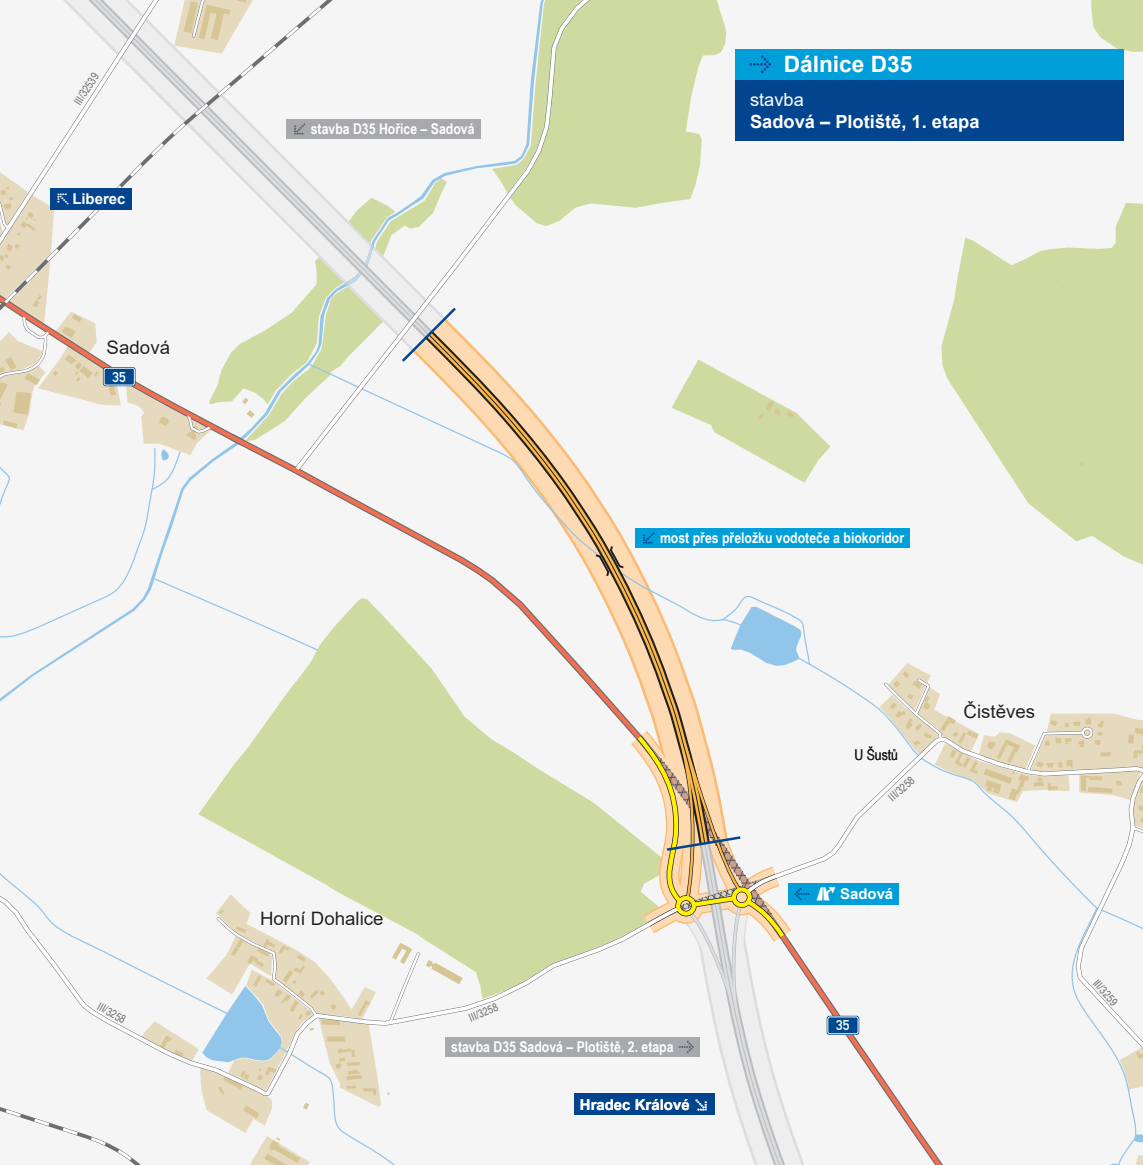 Dálnice D35
stavba
Sadová – Plotiště, 1. etapa
III/32539
stavba D35 Hořice – Sadová
Liberec
Sadová
35
most přes přeložku vodoteče a biokoridor
Čistěves
U Šustů
III/3258
Sadová
Horní Dohalice
III/3258
III/3258
III/3259
35
stavba D35 Sadová – Plotiště, 2. etapa
Hradec Králové